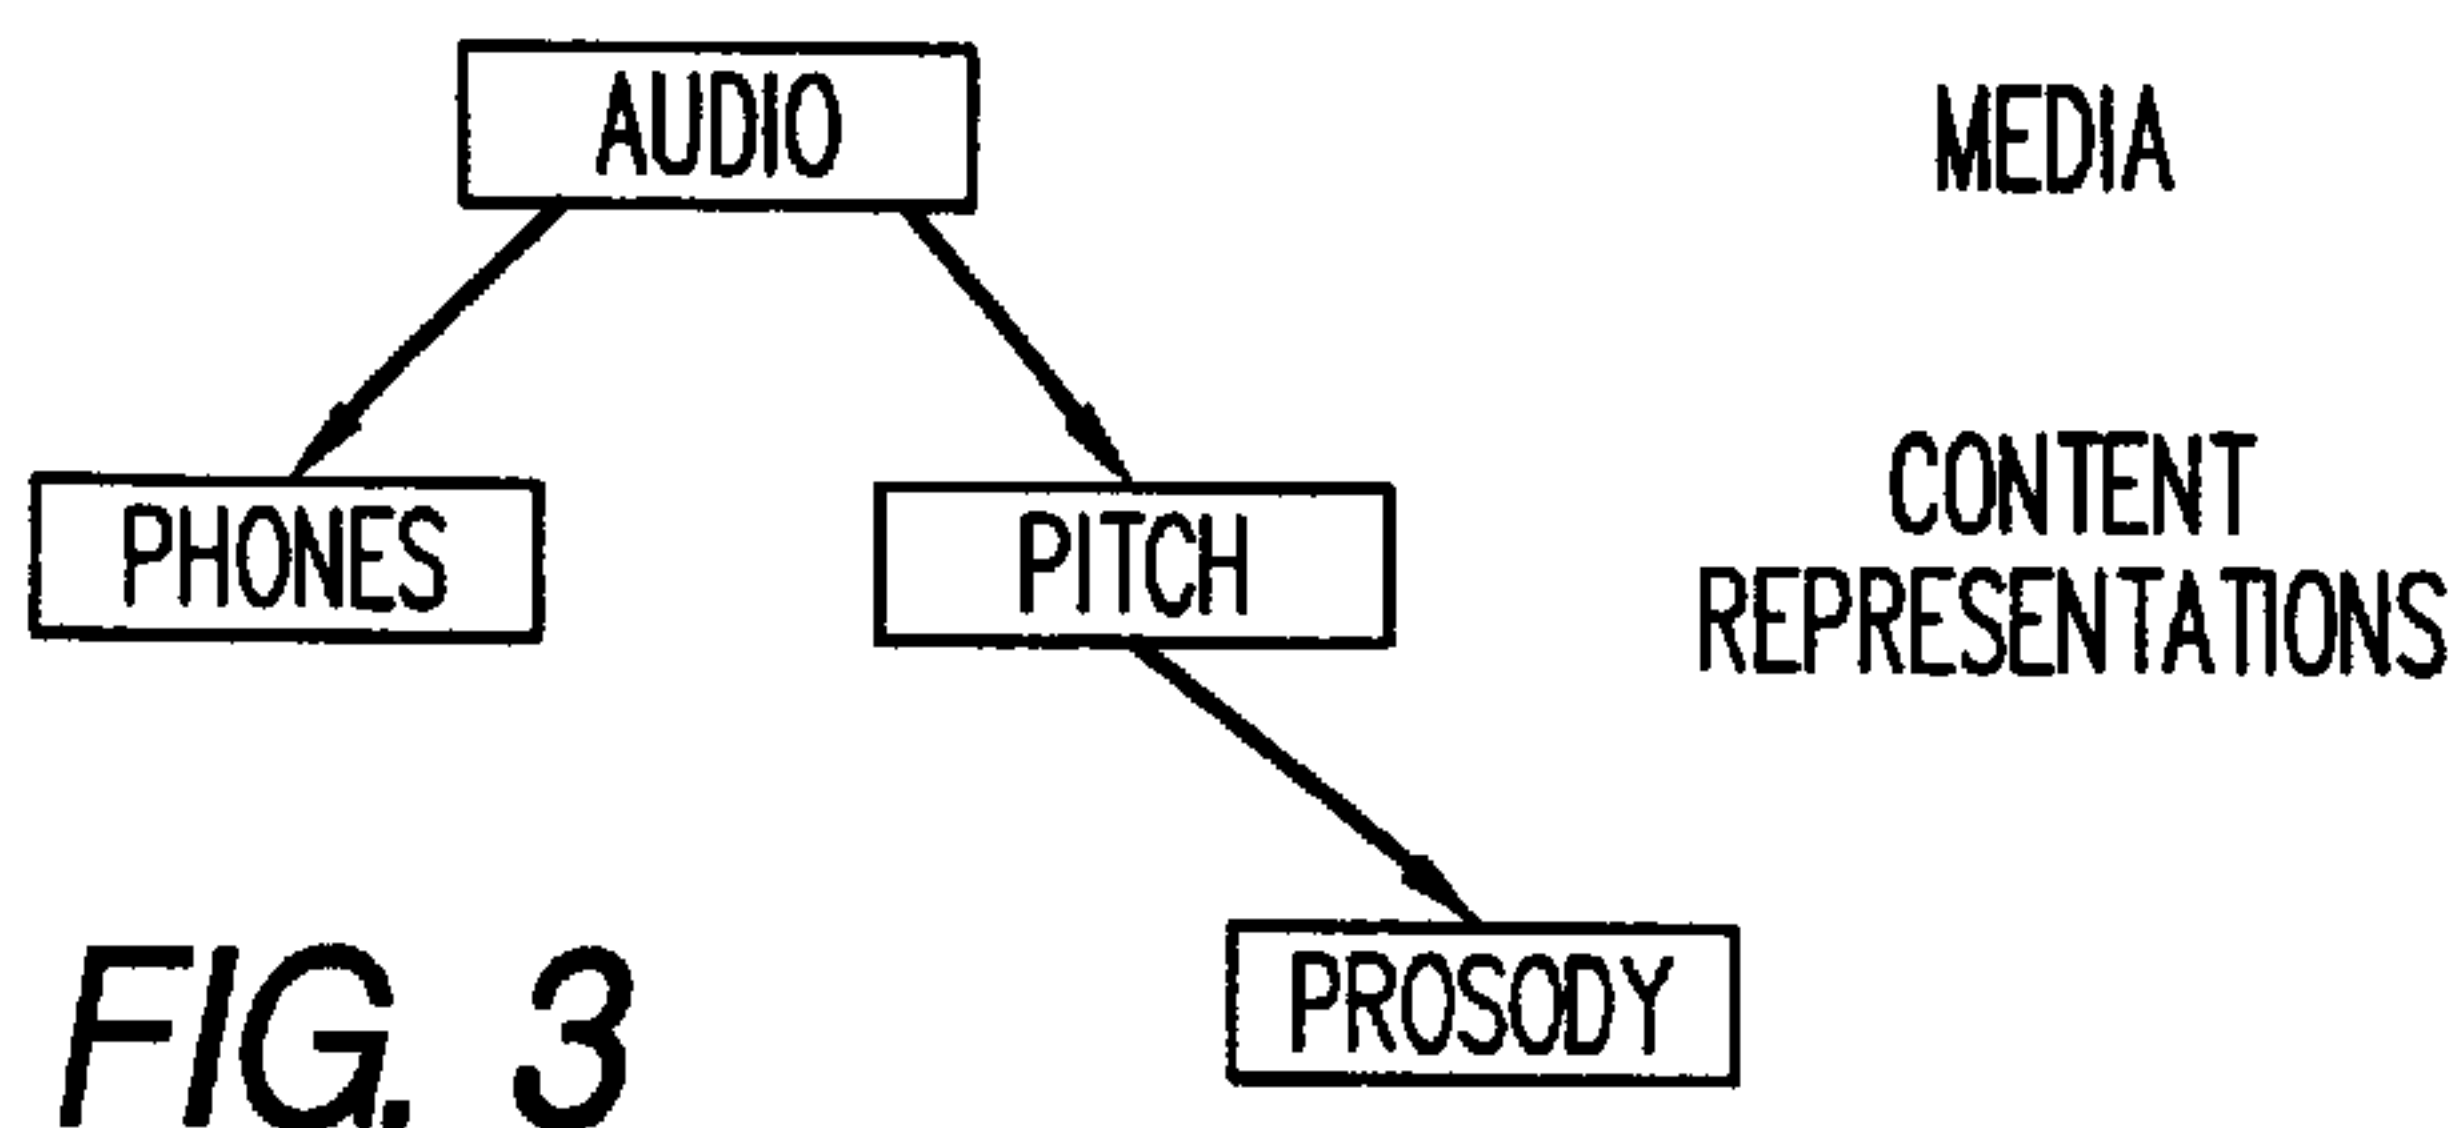 AUDIO
MEDIA
PHONES
PITCH
CONTENT
REPRESENTATIONS
PROSODY
FIG. 3